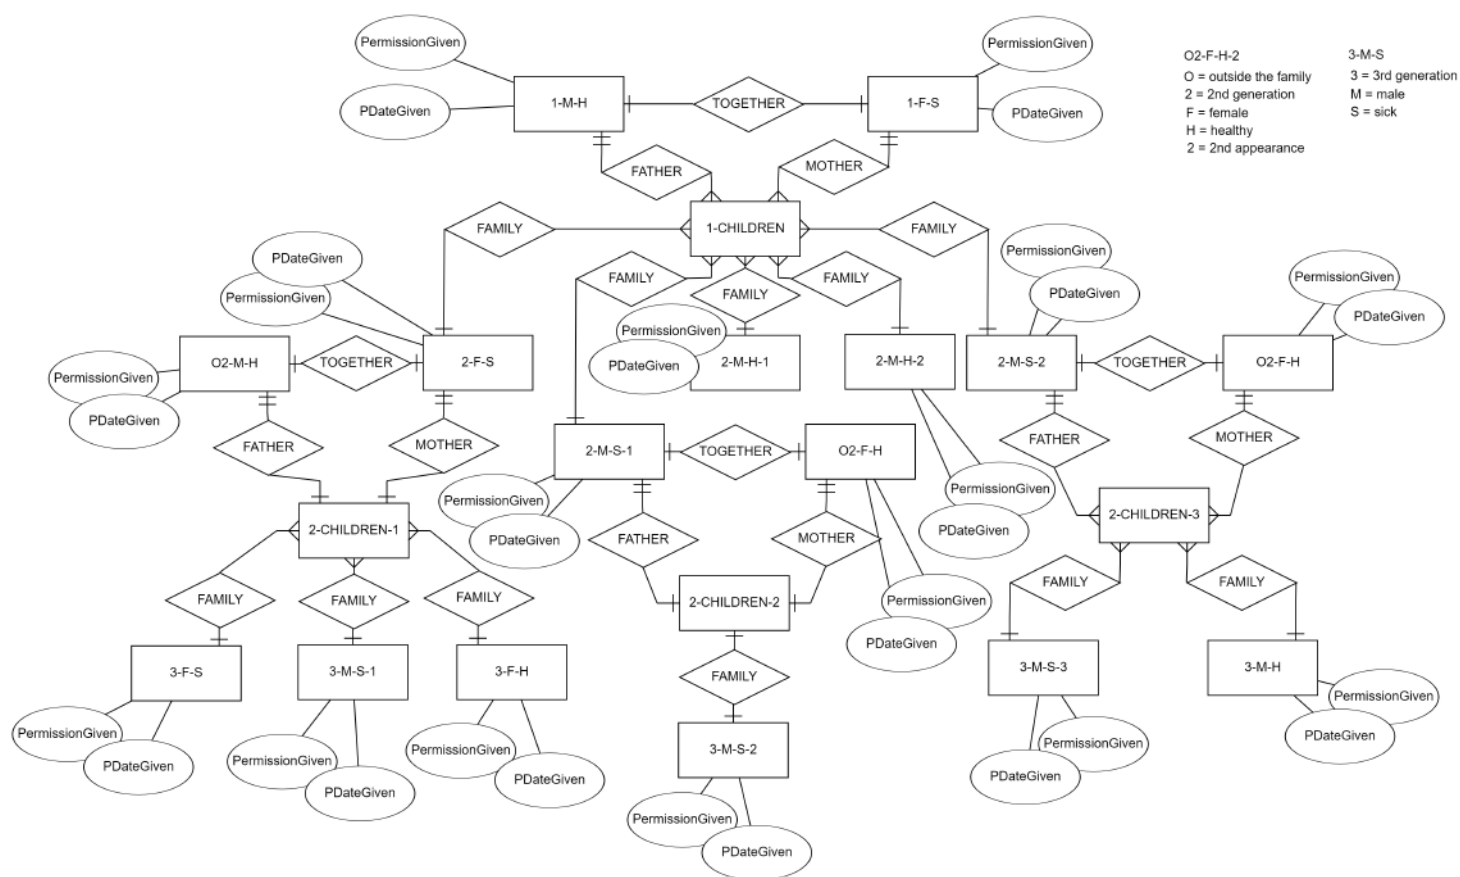 PermissionGiven
PDateGiven
1-M-H
TOGETHER
1-F-S
PermissionGiven
PDateGiven
O2-F-H-2
O = outside the family
2 = 2nd generation
F = female
H = healthy
2 = 2nd appearance
3-M-S
3 = 3rd generation
M = male
S = sick
FATHER
MOTHER
1-CHILDREN
FAMILY
FAMILY
FAMILY
FAMILY
FAMILY
PDateGiven
PermissionGiven
PermissionGiven
PDateGiven
O2-M-H
TOGETHER
2-F-S
PermissionGiven
PDateGiven
2-M-H-1
2-M-H-2
PermissionGiven
PDateGiven
2-M-S-2
TOGETHER
O2-F-H
PermissionGiven
PDateGiven
FATHER
MOTHER
2-M-S-1
TOGETHER
O2-F-H
PermissionGiven
PDateGiven
PermissionGiven
PDateGiven
FATHER
MOTHER
2-CHILDREN-1
FATHER
MOTHER
2-CHILDREN-3
PermissionGiven
PDateGiven
2-CHILDREN-2
FAMILY
FAMILY
FAMILY
FAMILY
FAMILY
FAMILY
3-F-S
3-M-S-1
3-F-H
3-M-S-2
3-M-S-3
3-M-H
PermissionGiven
PDateGiven
PermissionGiven
PDateGiven
PermissionGiven
PDateGiven
PermissionGiven
PDateGiven
PermissionGiven
PDateGiven
PermissionGiven
PDateGiven